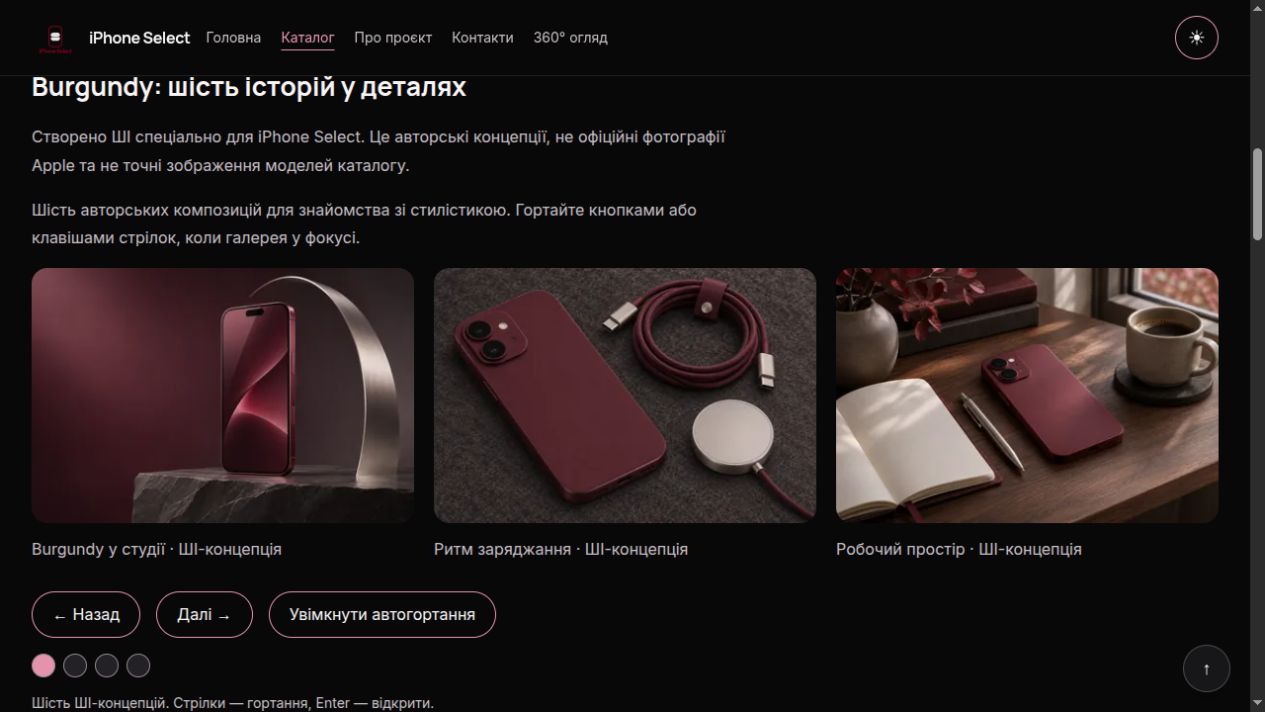 iPhone Select
iPhone Select Головна Каталог Про проєкт Контакти 360° огляд
Burgundy: шість історій у деталях
Створено ШІ спеціально для iPhone Select. Це авторські концепції, не офіційні фотографії
Apple та не точні зображення моделей каталогу.
Шість авторських композицій для знайомства зі стилістикою. Гортайте кнопками або
клавішами стрілок, коли галерея у фокусі.
Burgundy у студії · ШІ-концепція
Ритм заряджання · ШІ-концепція
Робочий простір · ШІ-концепція
← Назад
Далі →
Увімкнути автогортання
↑
Шість ШІ-концепцій. Стрілки — гортання, Enter — відкрити.